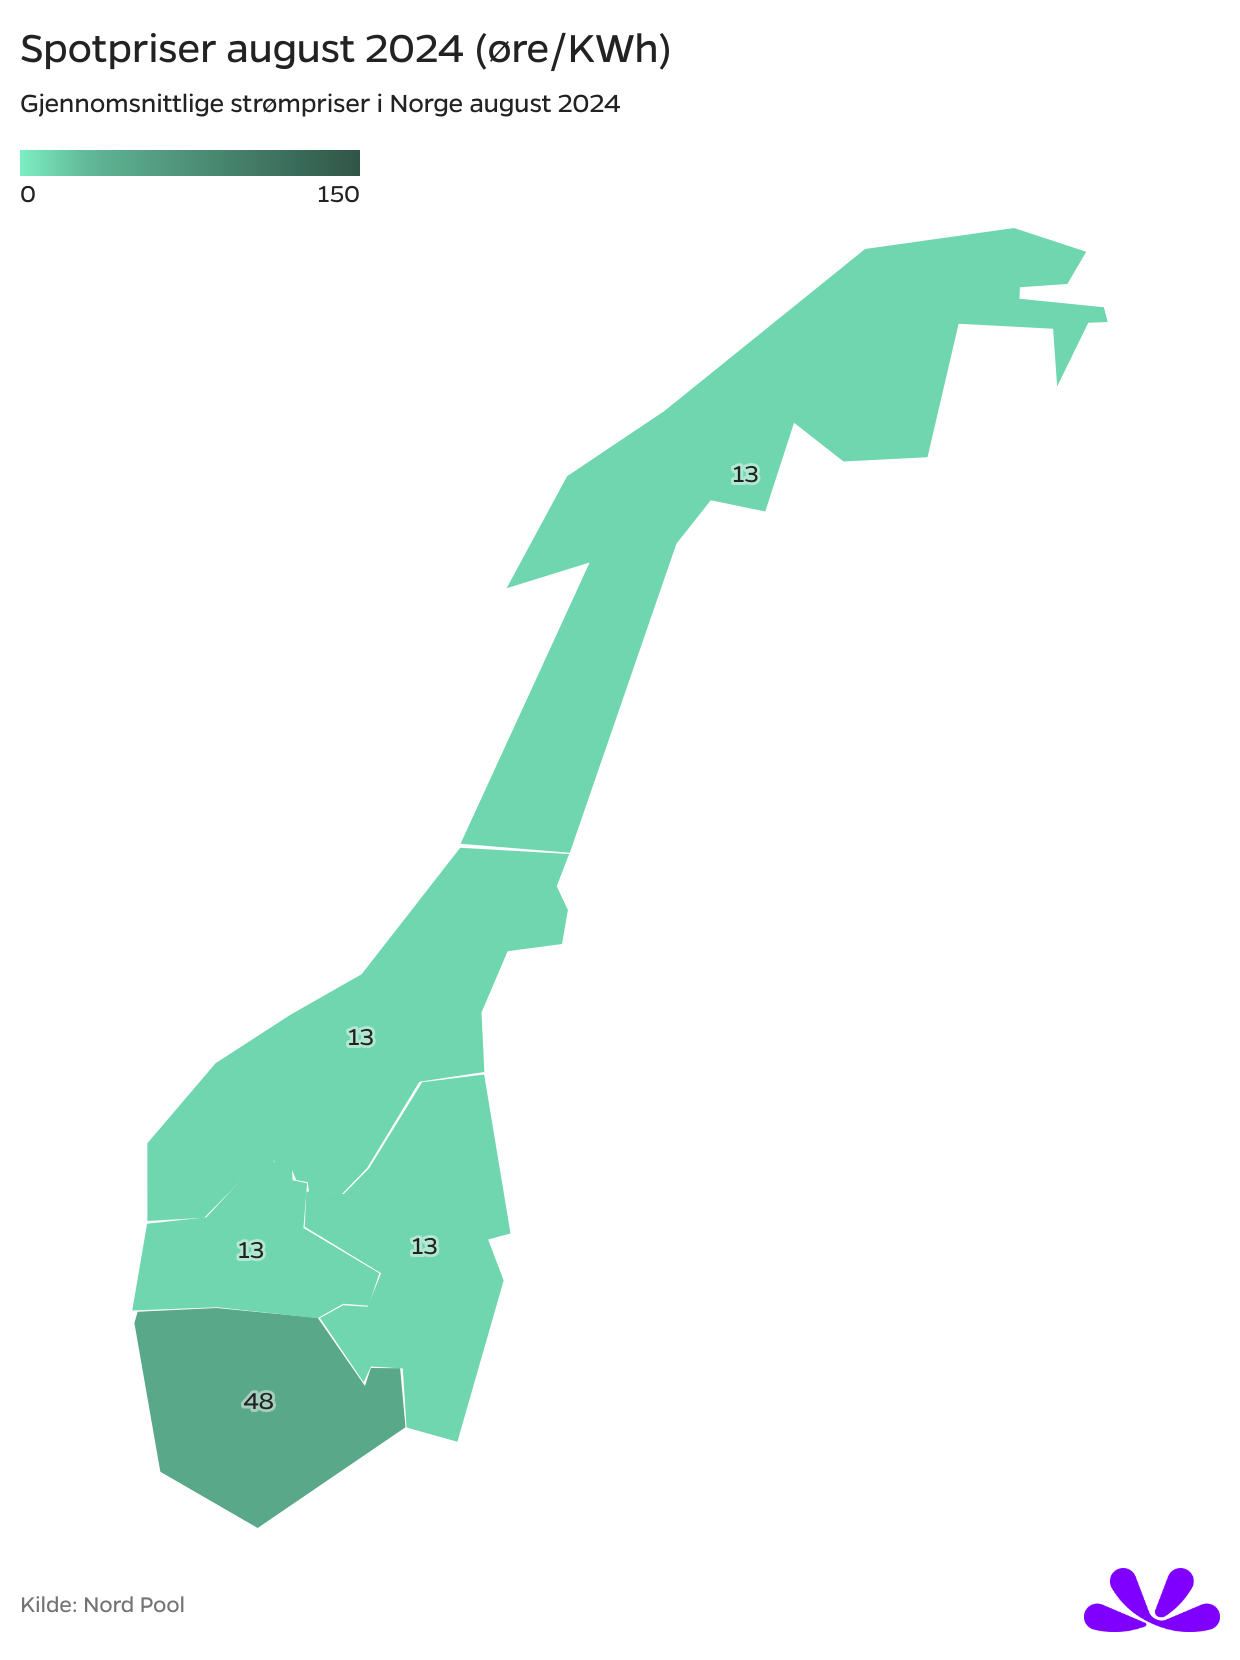 Spotpriser august 2024 (øre/KWh)
Gjennomsnittlige strømpriser i Norge august 2024
0 150
13
13
13
13
48
Kilde: Nord Pool